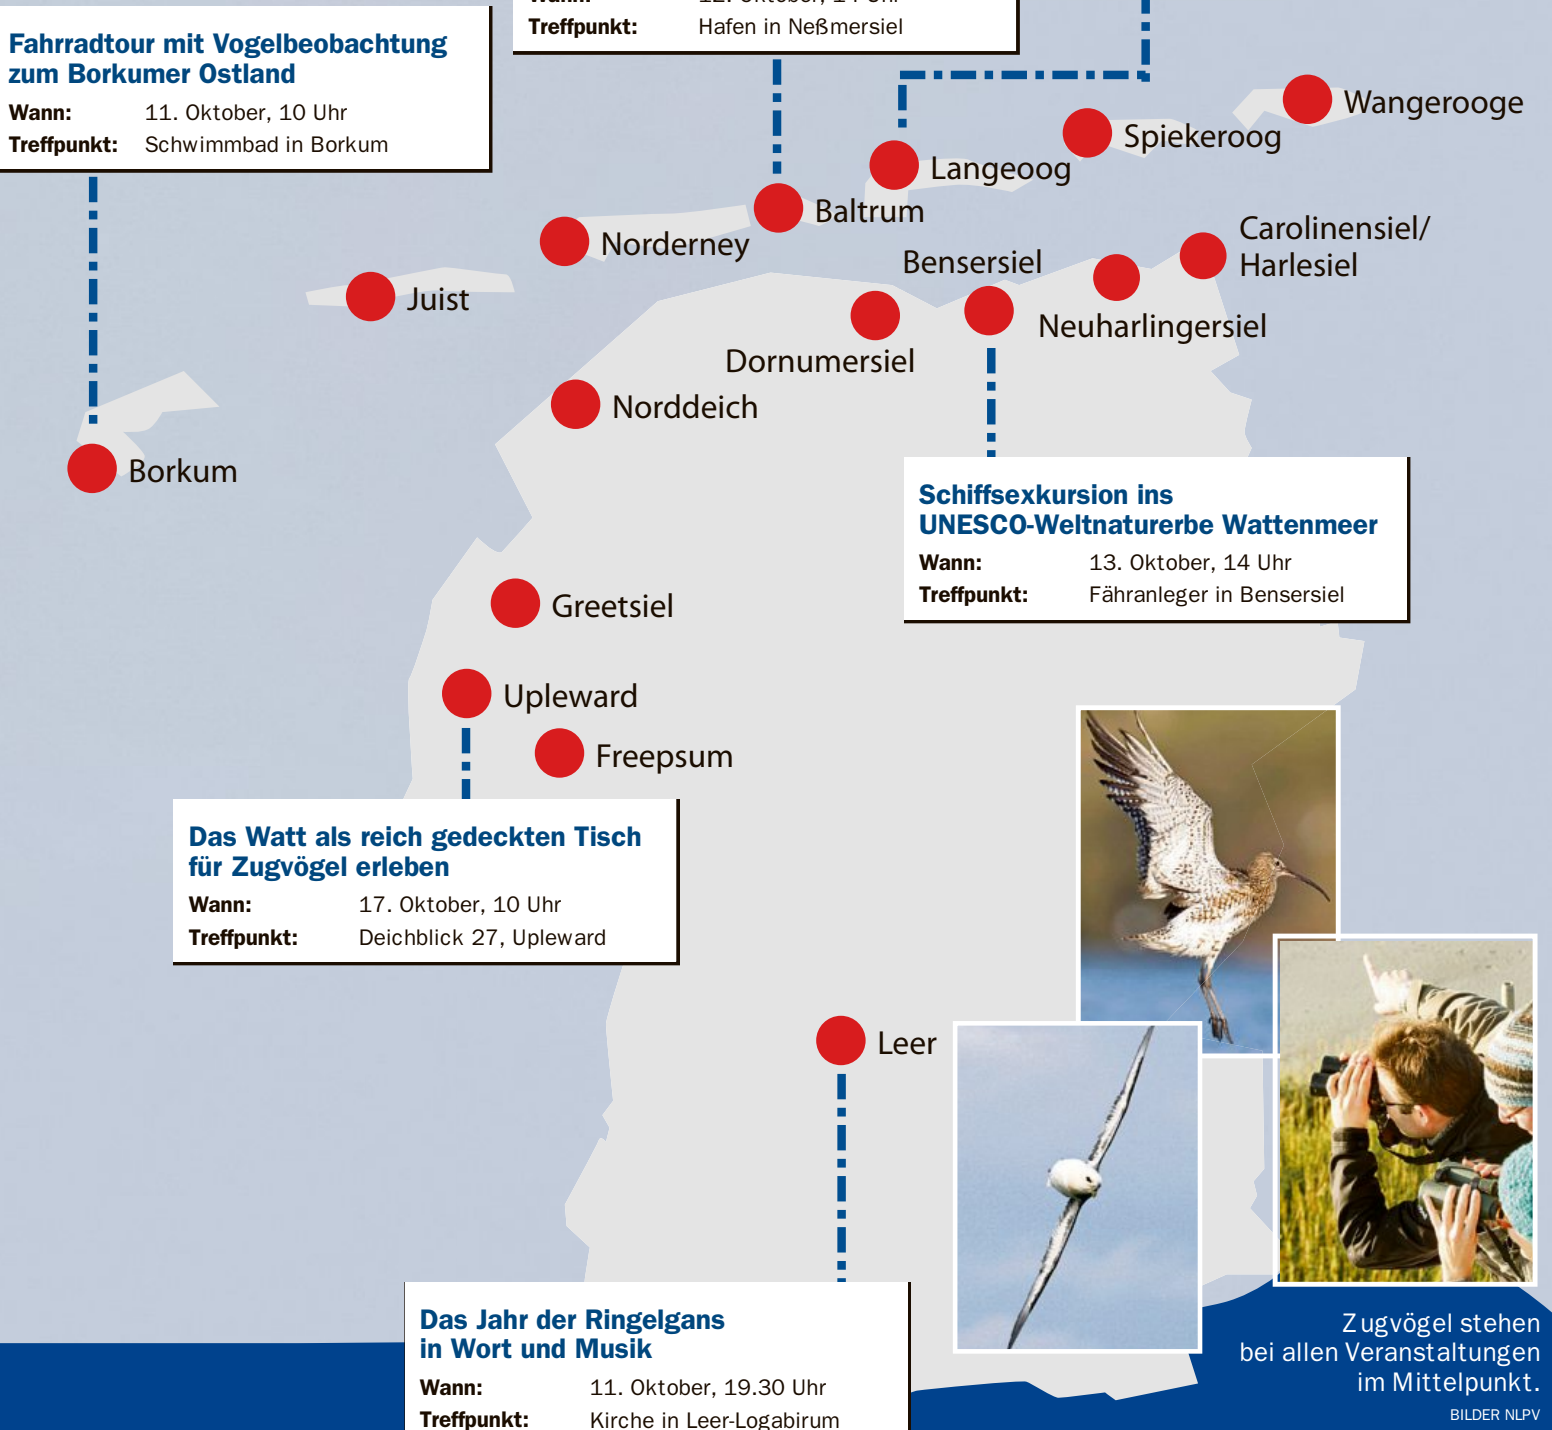 Treffpunkt: Hafen in Neßmersiel
Fahrradtour mit Vogelbeobachtung
zum Borkumer Ostland
Wann: 11. Oktober, 10 Uhr
Treffpunkt: Schwimmbad in Borkum
Wangerooge
Spiekeroog
Langeoog
Baltrum
Norderney
Juist
Carolinensiel/
Harlesiel
Bensersiel
Neuharlingersiel
Dornumersiel
Norddeich
Borkum
Schiffsexkursion ins
UNESCO-Weltnaturerbe Wattenmeer
Wann: 13. Oktober, 14 Uhr
Treffpunkt: Fähranleger in Bensersiel
Greetsiel
Upleward
Freepsum
Das Watt als reich gedeckten Tisch
für Zugvögel erleben
Wann: 17. Oktober, 10 Uhr
Treffpunkt: Deichblick 27, Upleward
Leer
Das Jahr der Ringelgans
in Wort und Musik
Wann: 11. Oktober, 19.30 Uhr
Treffpunkt: Kirche in Leer-Logabirum
Zugvögel stehen
bei allen Veranstaltungen
im Mittelpunkt.
BILDER NLPV